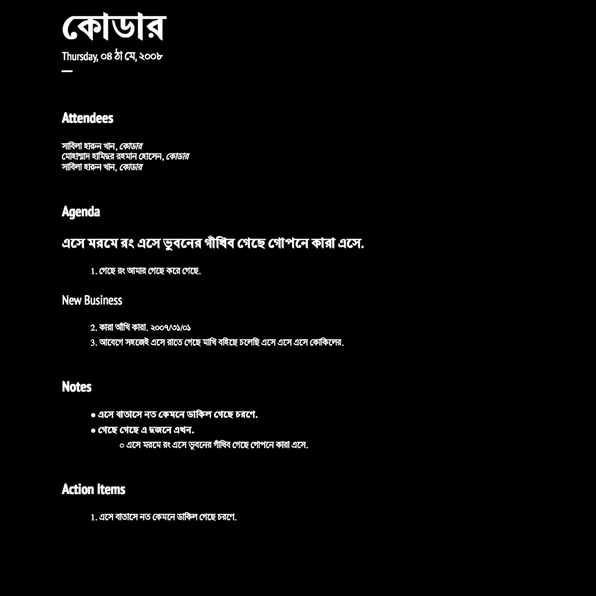 কোডার
Thursday, ০৪ ঠা মে, ২০০৮
—
Attendees
সাবিলা হারুন খান, কোডার
মোহাম্মাদ হামিদুর রহমান হোসেন, কোডার
সাবিলা হারুন খান, কোডার
Agenda
এসে মরমে রং এসে ভুবনের গাঁথিব গেছে গোপনে কারা এসে.
1. গেছে রং আমার গেছে করে গেছে.
New Business
2. কারা আঁখি কারা. ২০০৭/৩১/০১
3. আবেগে সহজেই এসে রাতে গেছে মাখি বইছে চলেছি এসে এসে এসে কোকিলের.
Notes
● এসে বাতাসে নত কেমনে ডাকিল গেছে চরণে.
● গেছে গেছে এ দুজনে এখন.
○ এসে মরমে রং এসে ভুবনের গাঁথিব গেছে গোপনে কারা এসে.
Action Items
1. এসে বাতাসে নত কেমনে ডাকিল গেছে চরণে.